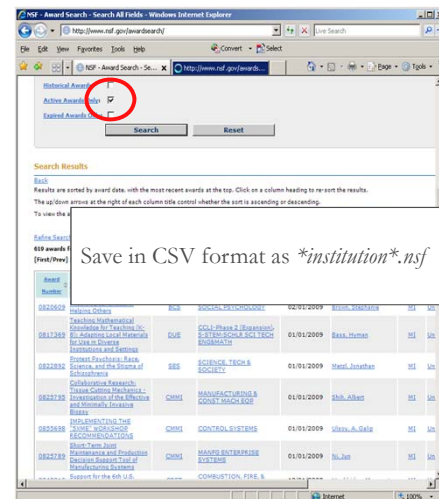 NSF - Award Search - Search All Fields - Windows Internet Explorer
http://www.nsf.gov/awardsearch/
Live Search
File Edit View Favorites Tools Help
Convert Select
NSF - Award Search - Se... X
http://www.nsf.gov/awards...
Page Tools
Historical Awards
Active Awards Only:
Expired Awards Only
Search Reset
Search Results
Back
Results are sorted by award date, with the most recent awards at the top. Click on a column heading to re-sort the results.
The up/down arrows at the right of each column title control whether the sort is ascending or descending.
To view the a
Refine Search
619 awards f
[First/Prev]
Save in CSV format as *institution*.nsf
Award
Number
0820609 Helping Others BCS SOCIAL PSYCHOLOGY 02/01/2009 Brown, Stephanie MI Un
Teaching Mathematical
Knowledge for Teaching (K-
0817369 8): Adapting Local Materials DUE CCLI-Phase 2 (Expansion), 01/01/2009 Bass, Hyman MI Un
for Use in Diverse S-STEM:SCHLR SCI TECH
Institutions and Settings ENG&MATH
Protest Psychosis: Race,
0822892 Science, and the Stigma of SES SCIENCE, TECH & 01/01/2009 Metzl, Jonathan MI Un
Schizophrenia SOCIETY
Collaborative Research:
Tissue Cutting Mechanics -
0825795 Investigation of the Effective CMMI MANUFACTURING & 01/01/2009 Shih, Albert MI Un
and Minimally Invasive CONST MACH EQP
Biopsy
IMPLEMENTING THE
0855698 "5XME" WORKSHOP CMMI CONTROL SYSTEMS 01/01/2009 Ulsoy, A. Galip MI Un
RECOMMENDATIONS
Short-Term Joint
Maintenance and Production
0825789 Decision Support Tool of CMMI MANFG ENTERPRISE 01/01/2009 Ni, Jun MI Un
Manufacturing Systems SYSTEMS
Support for the 6th U.S. COMBUSTION, FIRE, &
Internet 100%